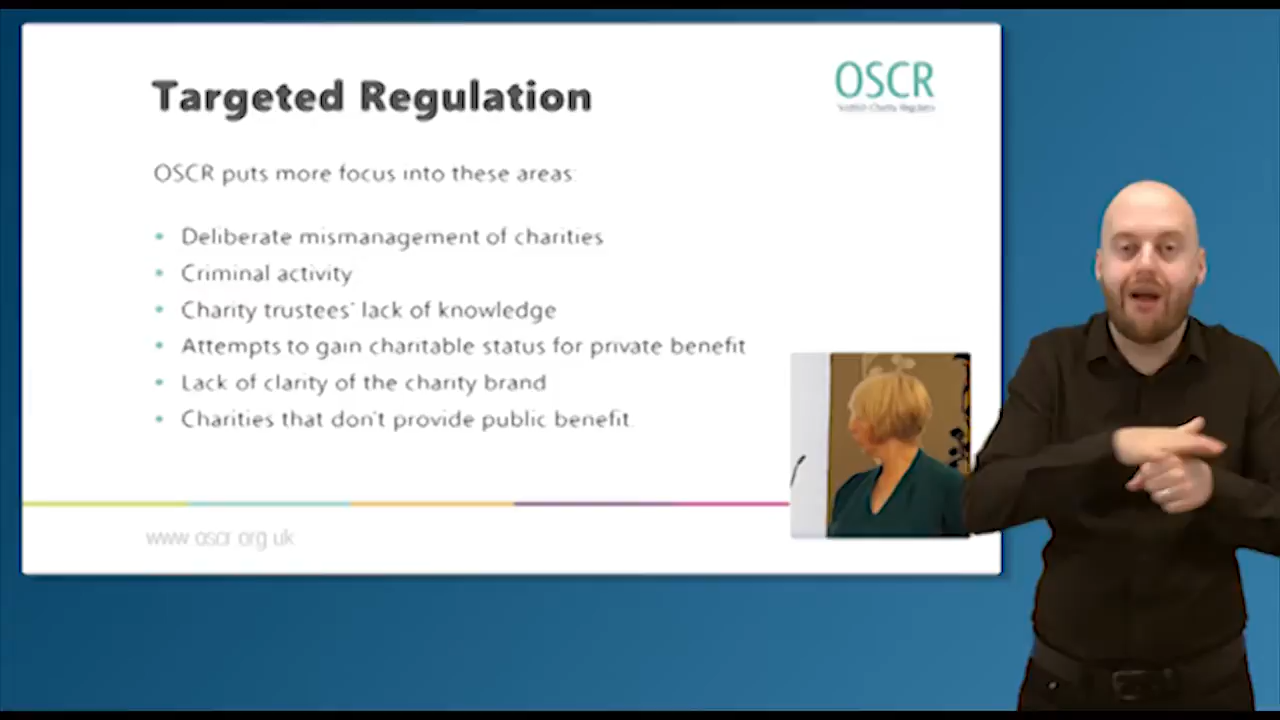 Targeted Regulation
OSCR
Scottish Charity Regulator
OSCR puts more focus into these areas:
• Deliberate mismanagement of charities
• Criminal activity
• Charity trustees' lack of knowledge
• Attempts to gain charitable status for private benefit
• Lack of clarity of the charity brand
• Charities that don't provide public benefit.
www.oscr.org.uk